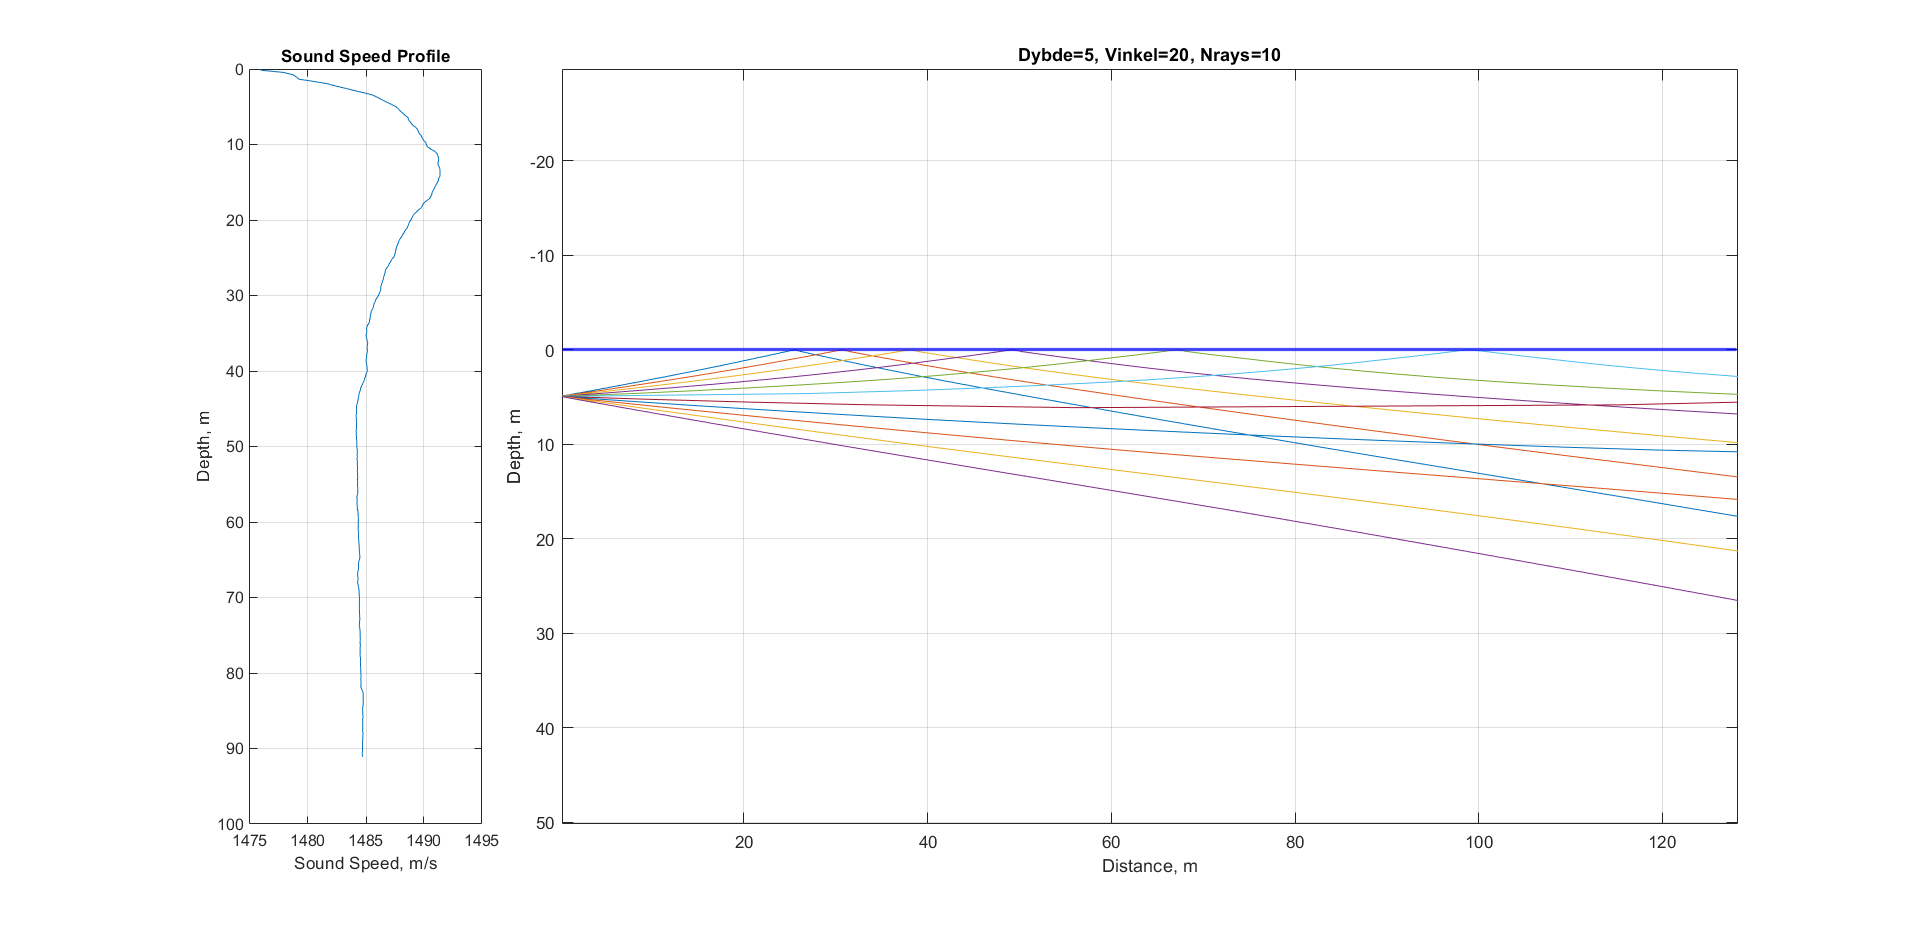 Sound Speed Profile
0
10
20
30
40
50
60
70
80
90
100
1475 1480 1485 1490 1495
Sound Speed, m/s
Depth, m
Dybde=5, Vinkel=20, Nrays=10
-20
-10
0
10
20
30
40
50
20 40 60 80 100 120
Distance, m
Depth, m